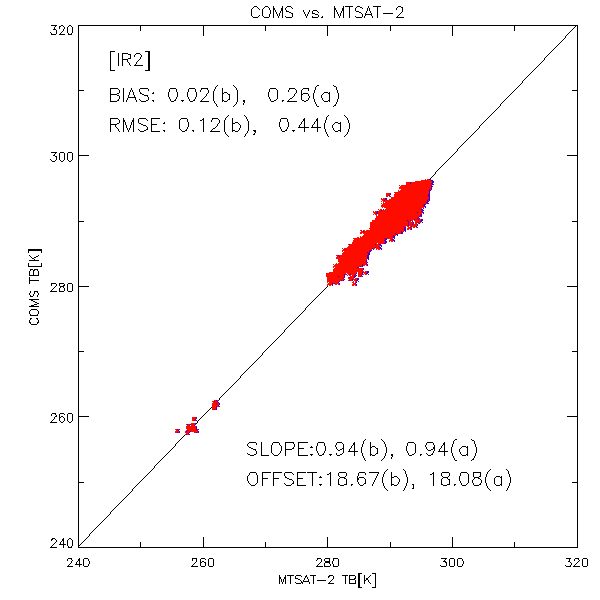 COMS vs. MTSAT-2
320
[IR2]
BIAS: 0.02(b), 0.26(a)
RMSE: 0.12(b), 0.44(a)
300
COMS TB[K]
280
260
SLOPE:0.94(b), 0.94(a)
OFFSET:18.67(b), 18.08(a)
240
240 260 280 300 320
MTSAT-2 TB[K]